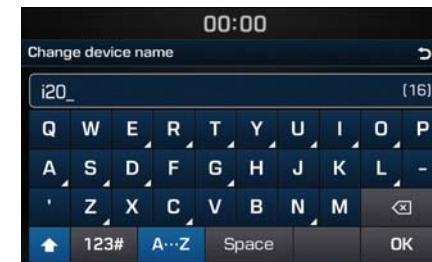 00:00
Change device name
i20_ (16)
Q W E R T Y U I O P
A S D F G H J K L -
' Z X C V B N M
123# A···Z Space OK